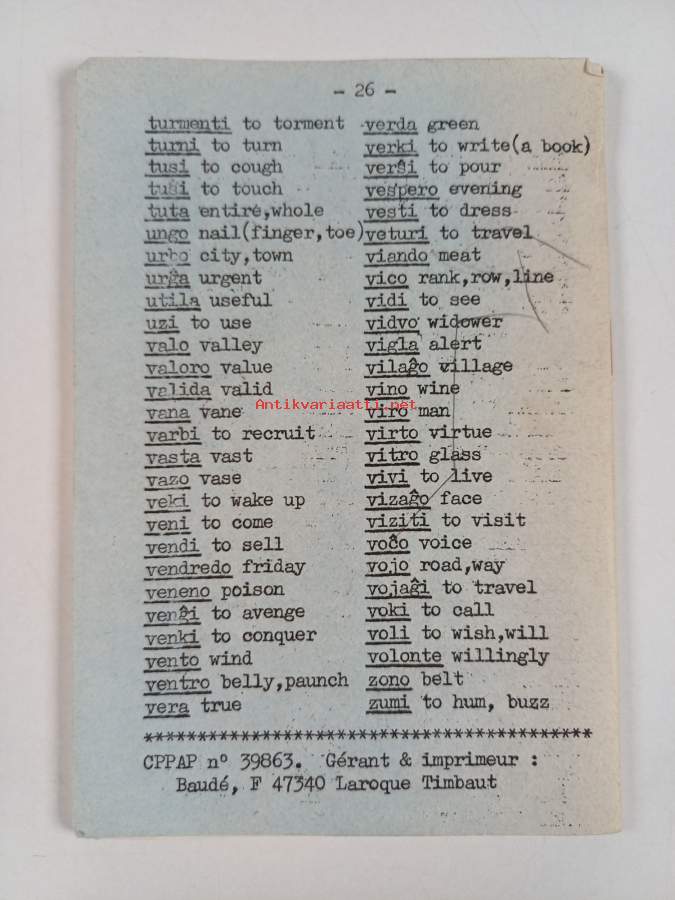 - 26 -
turmenti to torment
turni to turn
tusi to cough
tuŝi to touch
tuta entire,whole
ungo nail(finger,toe)
urbo city,town
urĝa urgent
utila useful
uzi to use
valo valley
valoro value
valida valid
vana vane
varbi to recruit
vasta vast
vazo vase
veki to wake up
veni to come
vendi to sell
vendredo friday
veneno poison
venĝi to avenge
venki to conquer
vento wind
ventro belly,paunch
vera true
verda green
verki to write(a book)
verŝi to pour
vespero evening
vesti to dress
veturi to travel
viando meat
vico rank,row,line
vidi to see
vidvo widower
vigla alert
vilaĝo village
vino wine
viro man
virto virtue
vitro glass
vivi to live
vizaĝo face
viziti to visit
voĉo voice
vojo road,way
vojaĝi to travel
voki to call
voli to wish,will
volonte willingly
zono belt
zumi to hum, buzz
******************************************
CPPAP nº 39863. Gérant & imprimeur :
Baudé, F 47340 Laroque Timbaut
Antikvariaatti.net